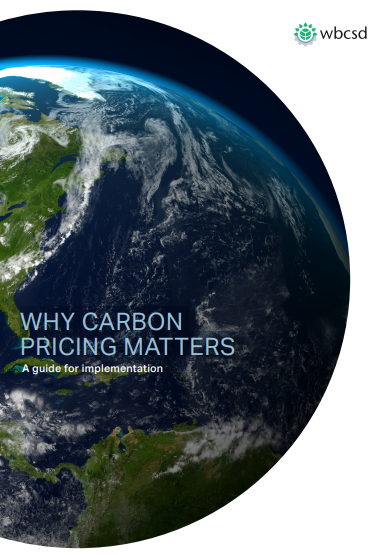 wbcsd
WHY CARBON
PRICING MATTERS
A guide for implementation